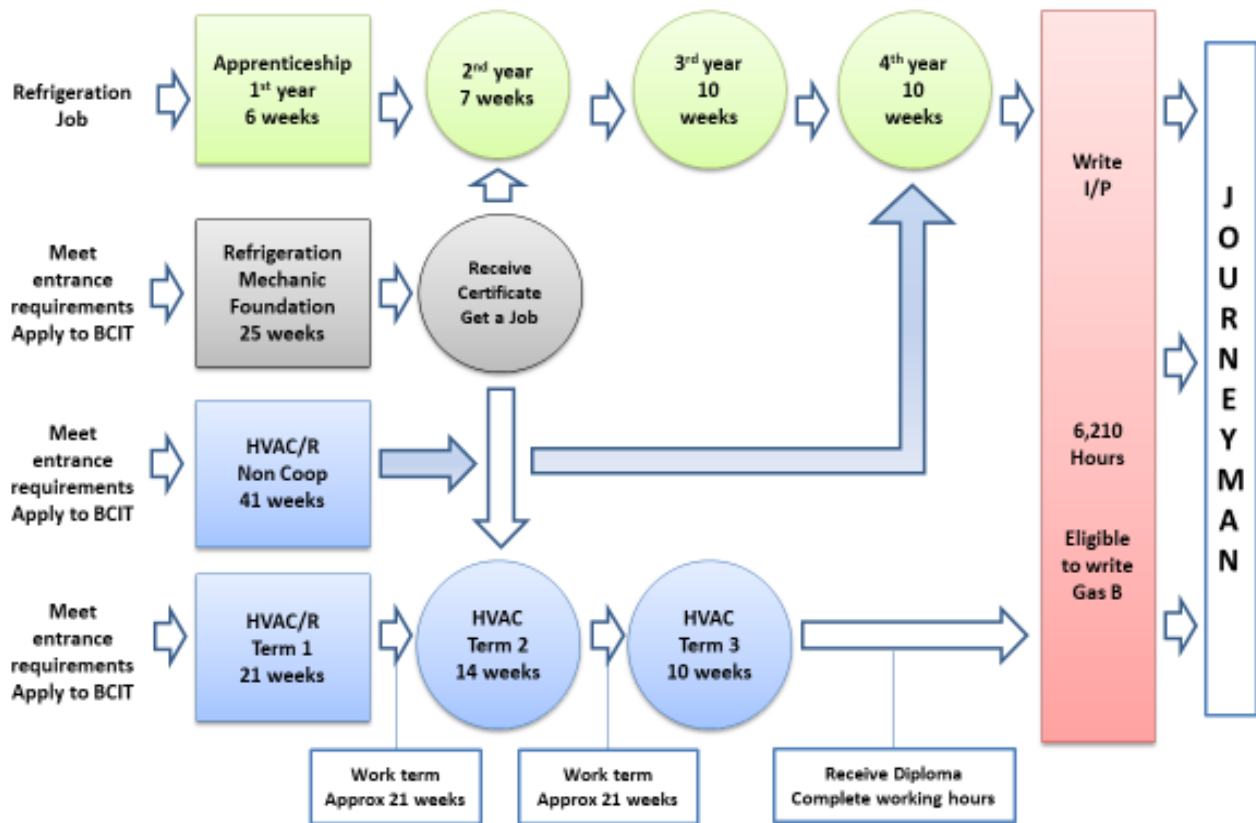 Refrigeration
Job
Apprenticeship
1st year
6 weeks
2nd year
7 weeks
3rd year
10
weeks
4th year
10
weeks
Meet
entrance
requirements
Apply to BCIT
Refrigeration
Mechanic
Foundation
25 weeks
Receive
Certificate
Get a Job
Meet
entrance
requirements
Apply to BCIT
HVAC/R
Non Coop
41 weeks
Meet
entrance
requirements
Apply to BCIT
HVAC/R
Term 1
21 weeks
HVAC
Term 2
14 weeks
HVAC
Term 3
10 weeks
Work term
Approx 21 weeks
Work term
Approx 21 weeks
Receive Diploma
Complete working hours
Write
I/P
6,210
Hours
Eligible
to write
Gas B
JOURNEYMAN